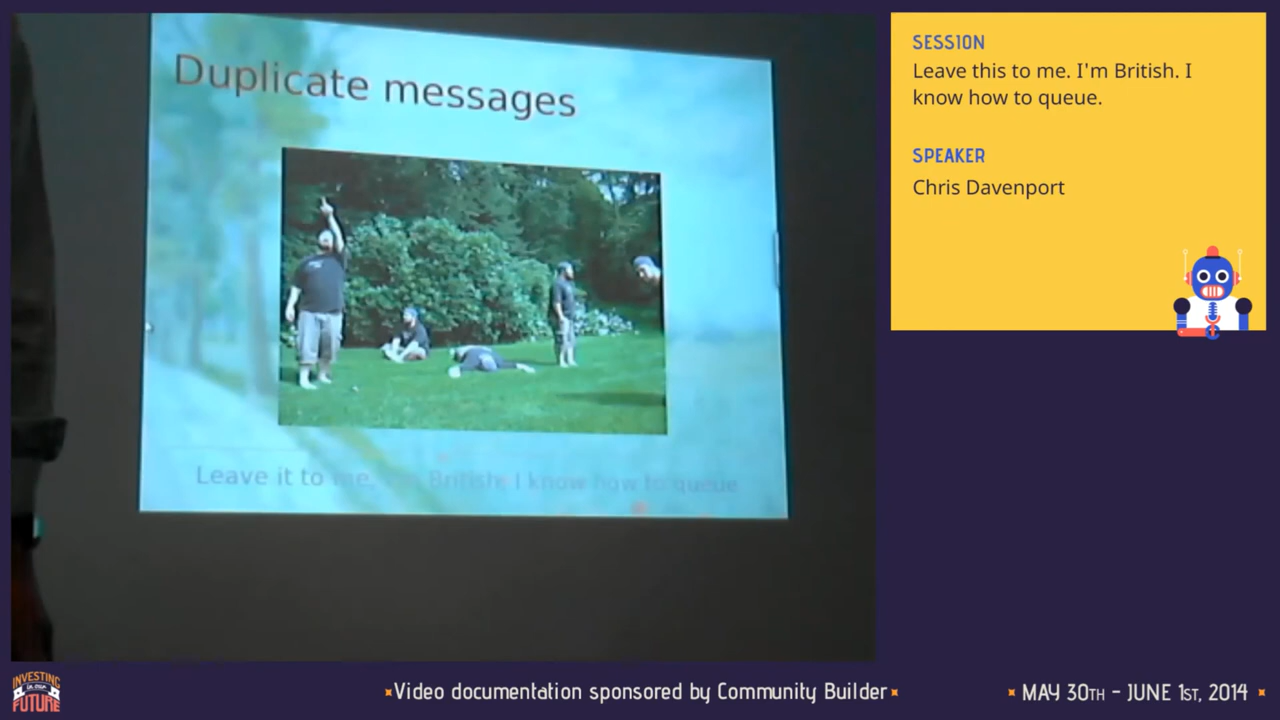 Duplicate messages
Leave it to me, British I know how to queue
SESSION
Leave this to me. I'm British. I
know how to queue.
SPEAKER
Chris Davenport
INVESTING
IN OUR
FUTURE
Video documentation sponsored by Community Builder
MAY 30TH - JUNE 1ST, 2014